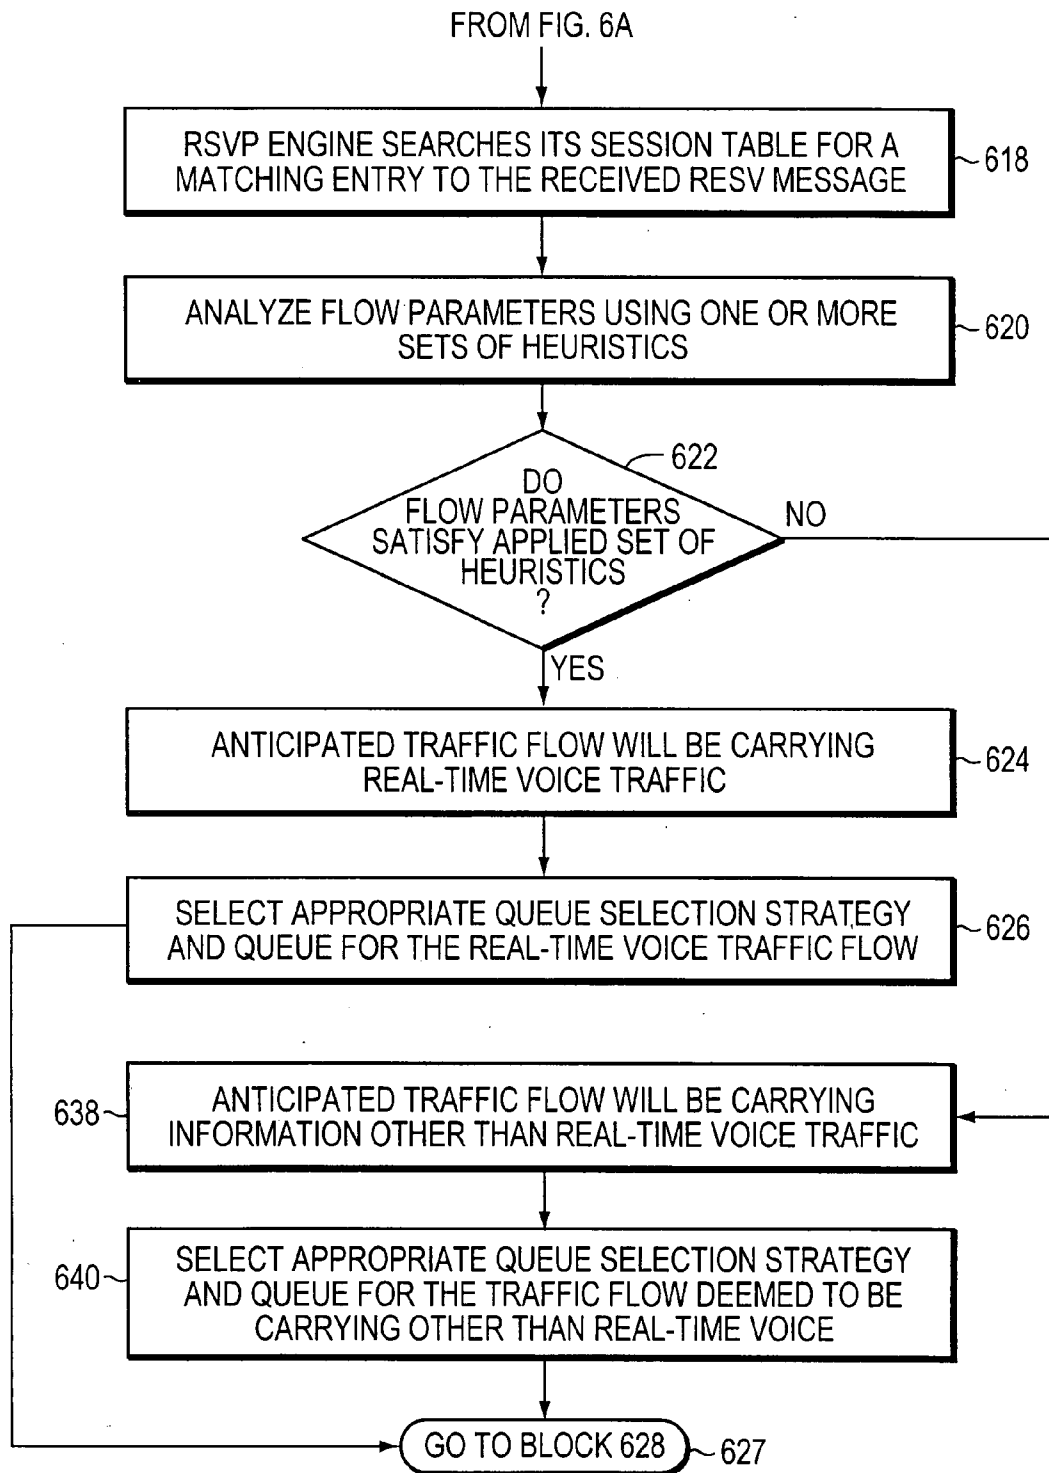 FROM FIG. 6A
RSVP ENGINE SEARCHES ITS SESSION TABLE FOR A
MATCHING ENTRY TO THE RECEIVED RESV MESSAGE
618
ANALYZE FLOW PARAMETERS USING ONE OR MORE
SETS OF HEURISTICS
620
622
DO
FLOW PARAMETERS
SATISFY APPLIED SET OF
HEURISTICS
?
NO
YES
ANTICIPATED TRAFFIC FLOW WILL BE CARRYING
REAL-TIME VOICE TRAFFIC
624
SELECT APPROPRIATE QUEUE SELECTION STRATEGY
AND QUEUE FOR THE REAL-TIME VOICE TRAFFIC FLOW
626
638
ANTICIPATED TRAFFIC FLOW WILL BE CARRYING
INFORMATION OTHER THAN REAL-TIME VOICE TRAFFIC
640
SELECT APPROPRIATE QUEUE SELECTION STRATEGY
AND QUEUE FOR THE TRAFFIC FLOW DEEMED TO BE
CARRYING OTHER THAN REAL-TIME VOICE
GO TO BLOCK 628
627